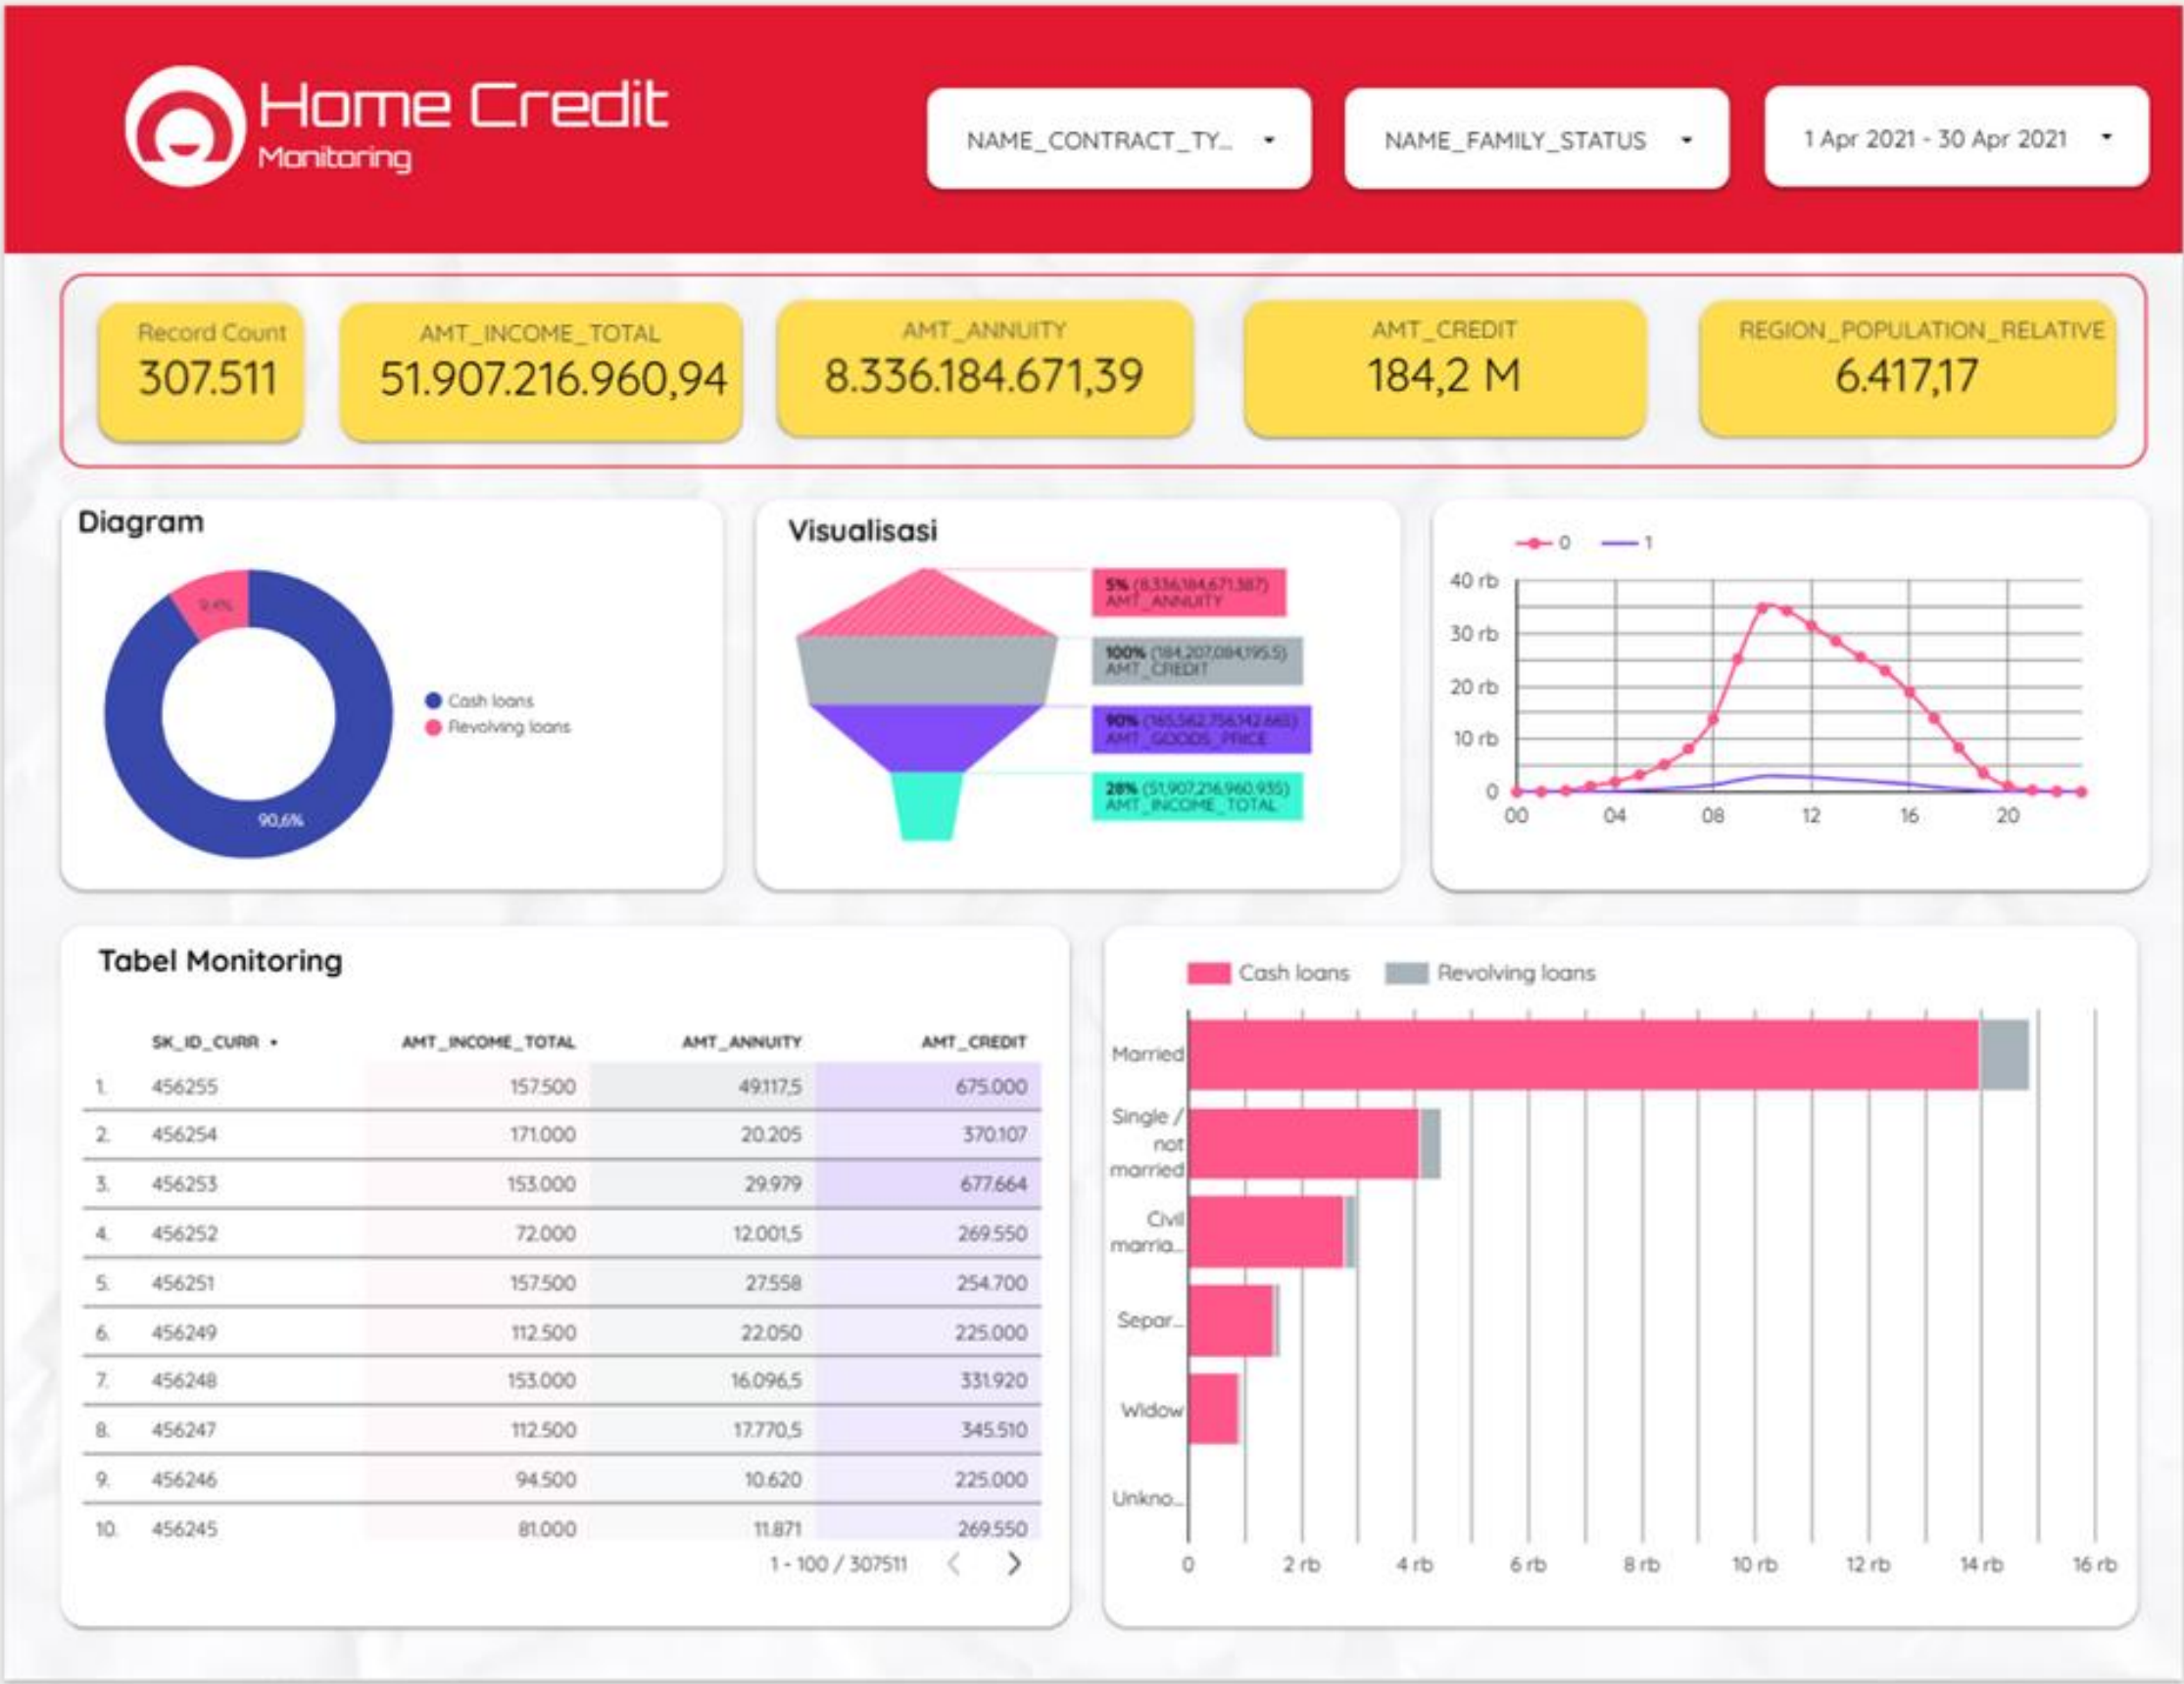 Home Credit
Monitoring
NAME_CONTRACT_TY...
NAME_FAMILY_STATUS
1 Apr 2021 - 30 Apr 2021
Record Count
307.511
AMT_INCOME_TOTAL
51.907.216.960,94
AMT_ANNUITY
8.336.184.671,39
AMT_CREDIT
184,2 M
REGION_POPULATION_RELATIVE
6.417,17
Diagram
9,4%
90,6%
Cash loans
Revolving loans
Visualisasi
5% (8,336,184,671.387)
AMT_ANNUITY
100% (184,207,084,195.5)
AMT_CREDIT
90% (165,562,756,142.665)
AMT_GOODS_PRICE
28% (51,907,216,960.935)
AMT_INCOME_TOTAL
0 1
40 rb
30 rb
20 rb
10 rb
0
00 04 08 12 16 20
Tabel Monitoring
SK_ID_CURR AMT_INCOME_TOTAL AMT_ANNUITY AMT_CREDIT
1. 456255 157.500 49.117,5 675.000
2. 456254 171.000 20.205 370.107
3. 456253 153.000 29.979 677.664
4. 456252 72.000 12.001,5 269.550
5. 456251 157.500 27.558 254.700
6. 456249 112.500 22.050 225.000
7. 456248 153.000 16.096,5 331.920
8. 456247 112.500 17.770,5 345.510
9. 456246 94.500 10.620 225.000
10. 456245 81.000 11.871 269.550
1 - 100 / 307511
Cash loans Revolving loans
Married
Single /
not
married
Civil
marria...
Separ...
Widow
Unkno...
0 2 rb 4 rb 6 rb 8 rb 10 rb 12 rb 14 rb 16 rb